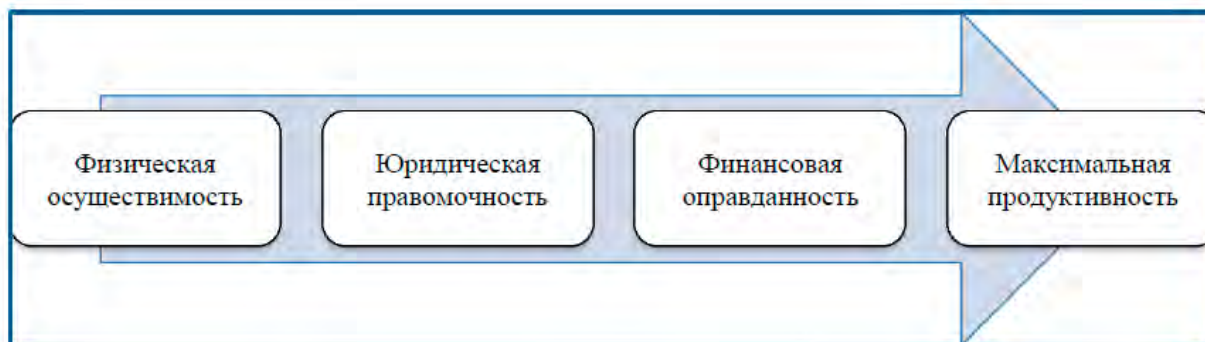 Физическая
осуществимость
Юридическая
правомочность
Финансовая
оправданность
Максимальная
продуктивность